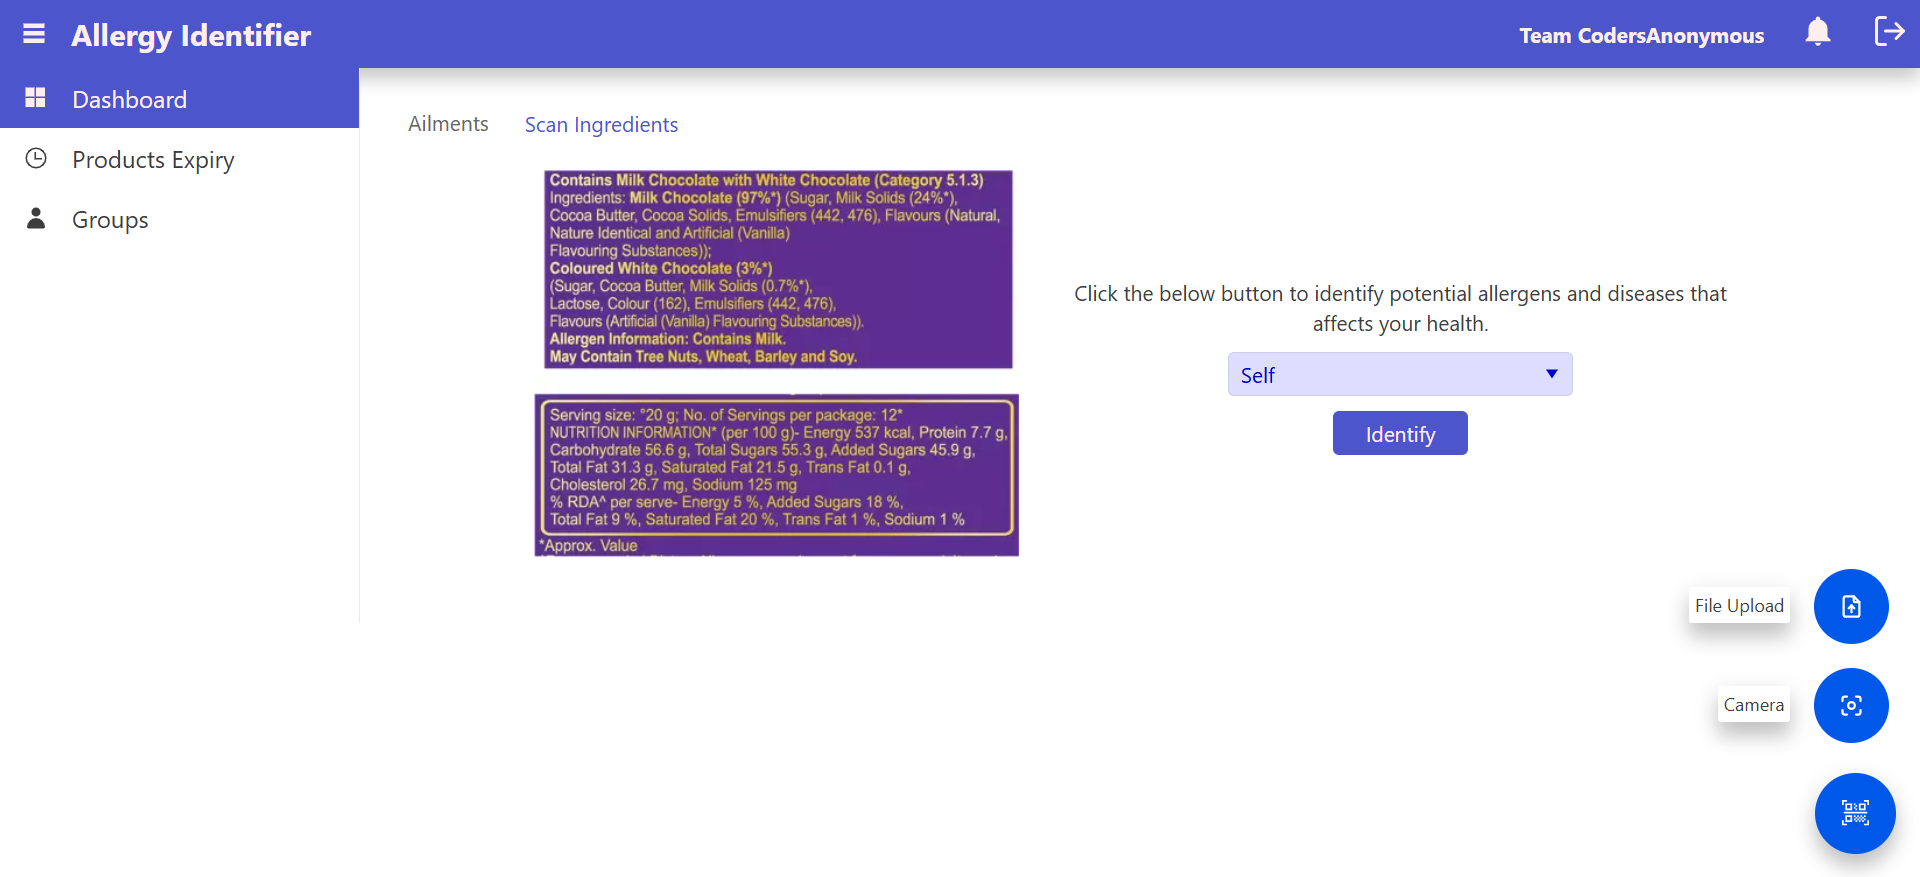 Allergy Identifier
Team CodersAnonymous
Dashboard
Products Expiry
Groups
Ailments
Scan Ingredients
Contains Milk Chocolate with White Chocolate (Category 5.1.3)
Ingredients: Milk Chocolate (97%*) (Sugar, Milk Solids (24%*),
Cocoa Butter, Cocoa Solids, Emulsifiers (442, 476), Flavours (Natural,
Nature Identical and Artificial (Vanilla)
Flavouring Substances));
Coloured White Chocolate (3%*)
(Sugar, Cocoa Butter, Milk Solids (0.7%*),
Lactose, Colour (162), Emulsifiers (442, 476),
Flavours (Artificial (Vanilla) Flavouring Substances)).
Allergen Information: Contains Milk.
May Contain Tree Nuts, Wheat, Barley and Soy.
Serving size: °20 g; No. of Servings per package: 12*
NUTRITION INFORMATION* (per 100 g)- Energy 537 kcal, Protein 7.7 g,
Carbohydrate 56.6 g, Total Sugars 55.3 g, Added Sugars 45.9 g,
Total Fat 31.3 g, Saturated Fat 21.5 g, Trans Fat 0.1 g,
Cholesterol 26.7 mg, Sodium 125 mg
% RDA^ per serve- Energy 5 %, Added Sugars 18 %,
Total Fat 9 %, Saturated Fat 20 %, Trans Fat 1 %, Sodium 1 %
*Approx. Value
Click the below button to identify potential allergens and diseases that
affects your health.
Self
Identify
File Upload
Camera